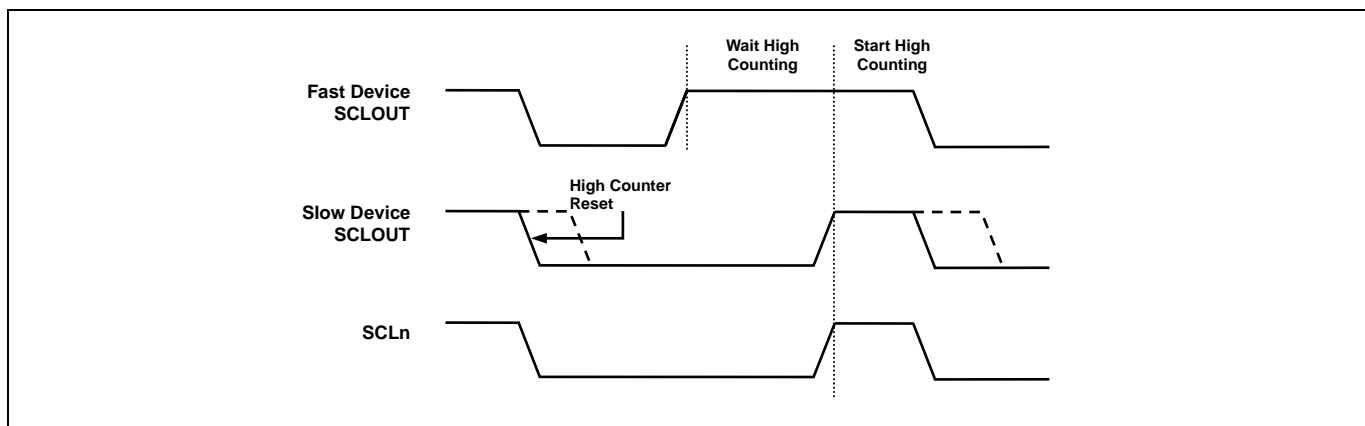 Wait High
Counting
Start High
Counting
Fast Device
SCLOUT
High Counter
Reset
Slow Device
SCLOUT
SCLn